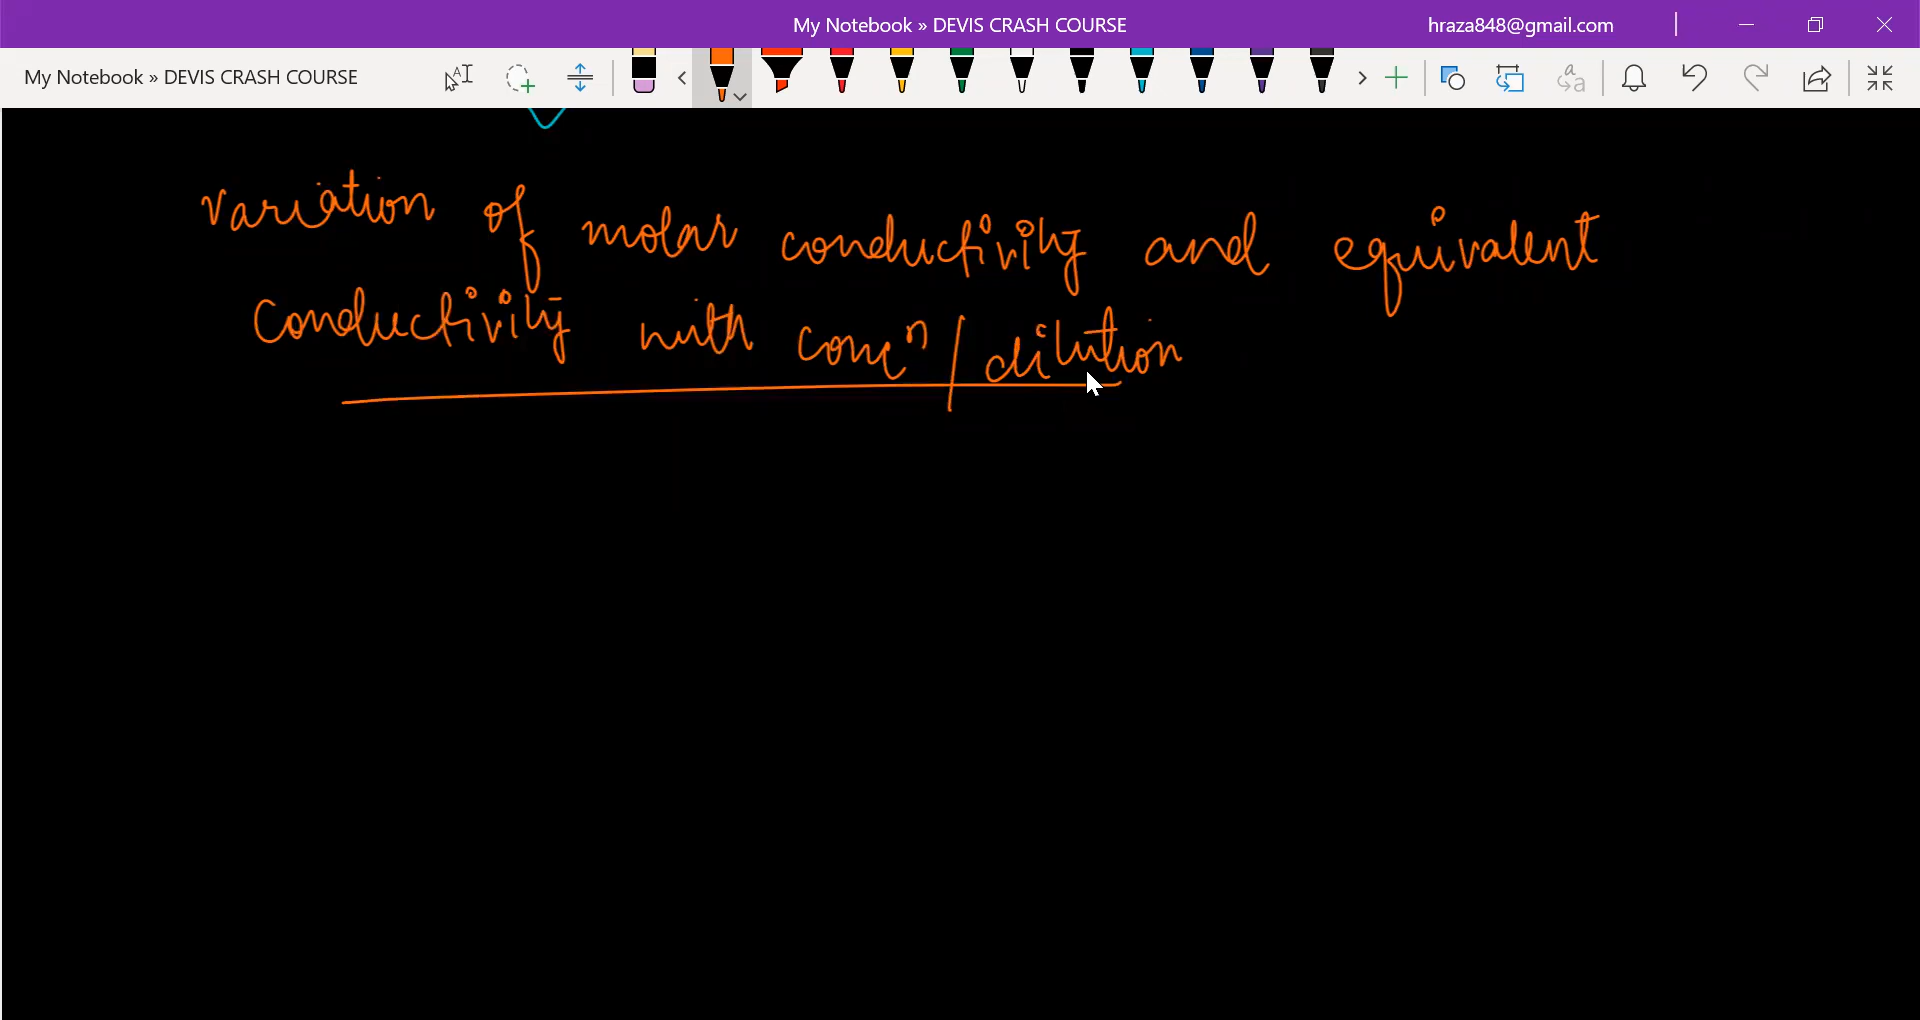 My Notebook » DEVIS CRASH COURSE
hraza848@gmail.com
My Notebook » DEVIS CRASH COURSE
variation of molar conductivity and equivalent
conductivity with concⁿ/dilution